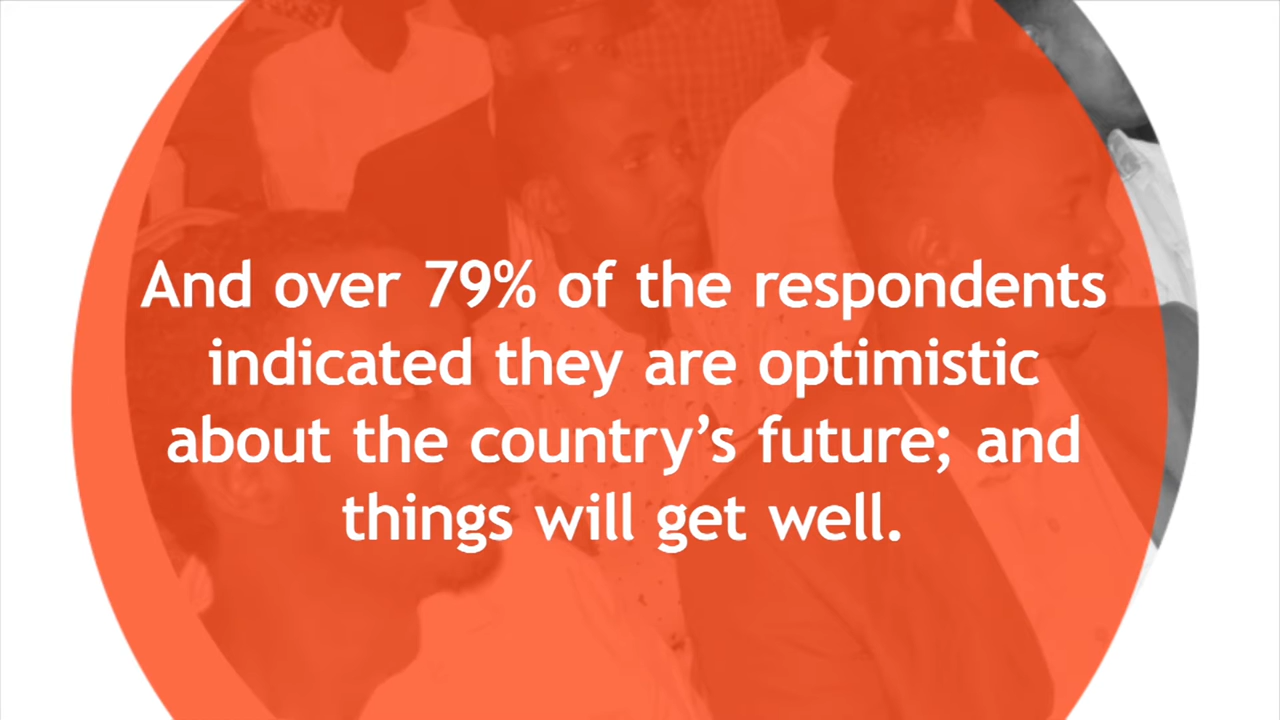 And over 79% of the respondents
indicated they are optimistic
about the country’s future; and
things will get well.